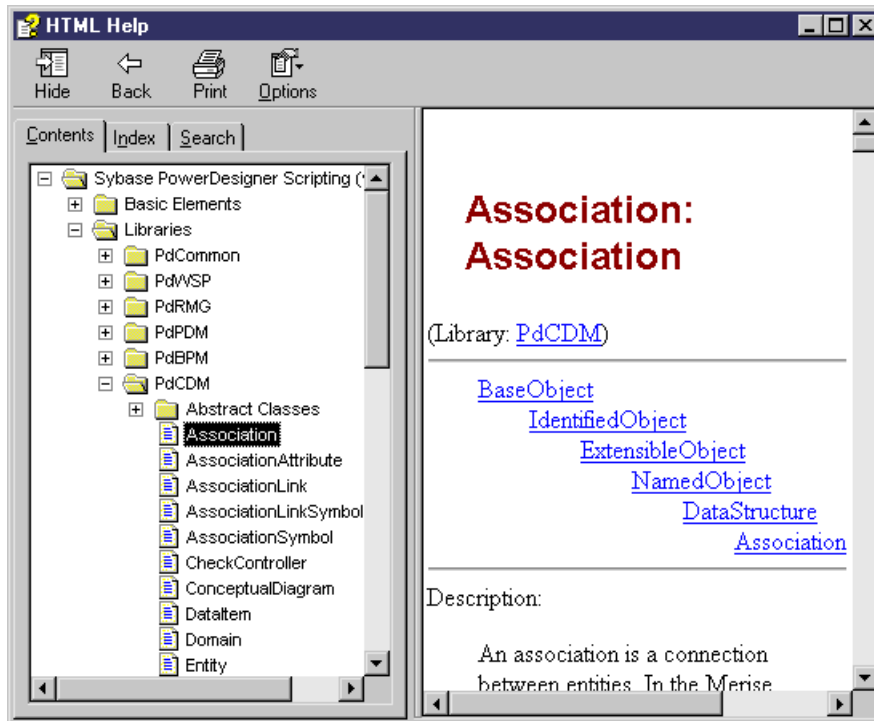 HTML Help
Hide Back Print Options
Contents Index Search
Sybase PowerDesigner Scripting (
Basic Elements
Libraries
PdCommon
PdWSP
PdRMG
PdPDM
PdBPM
PdCDM
Abstract Classes
Association
AssociationAttribute
AssociationLink
AssociationLinkSymbol
AssociationSymbol
CheckController
ConceptualDiagram
DataItem
Domain
Entity
Association:
Association
(Library: PdCDM)
BaseObject
IdentifiedObject
ExtensibleObject
NamedObject
DataStructure
Association
Description:
An association is a connection
between entities. In the Merise